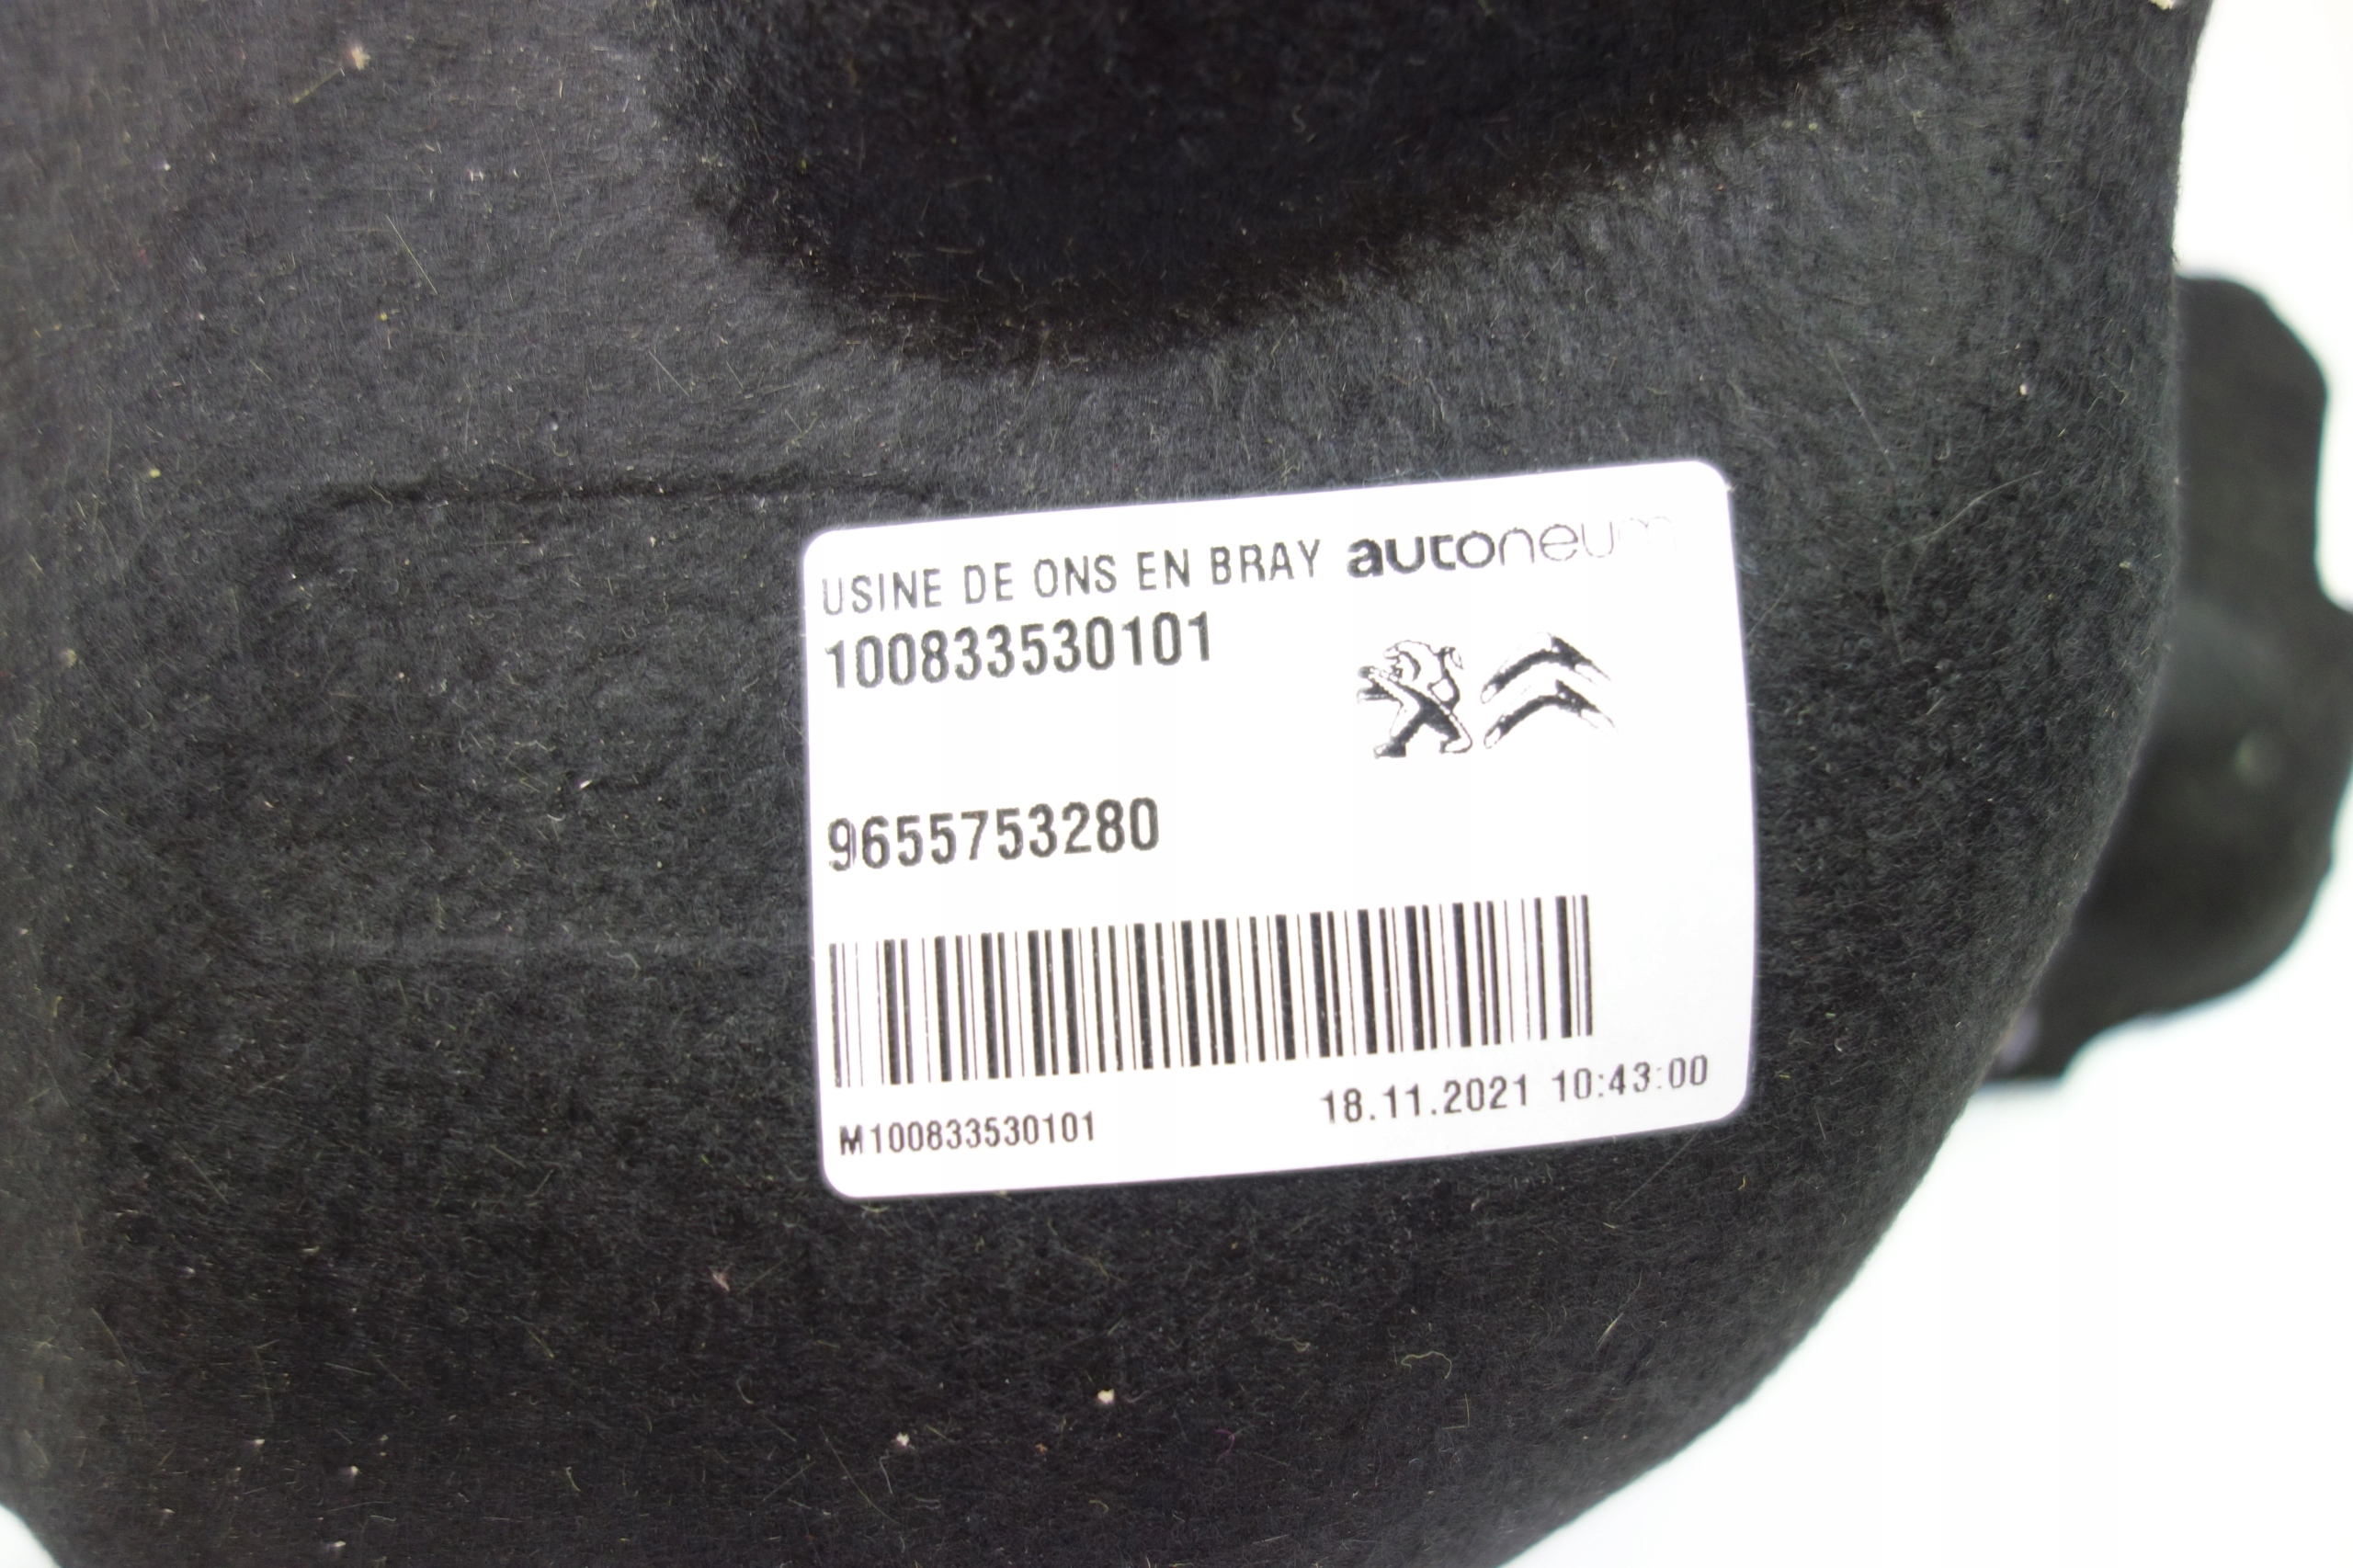 USINE DE ONS EN BRAY autoneum
100833530101
9655753280
M100833530101
18.11.2021 10:43:00